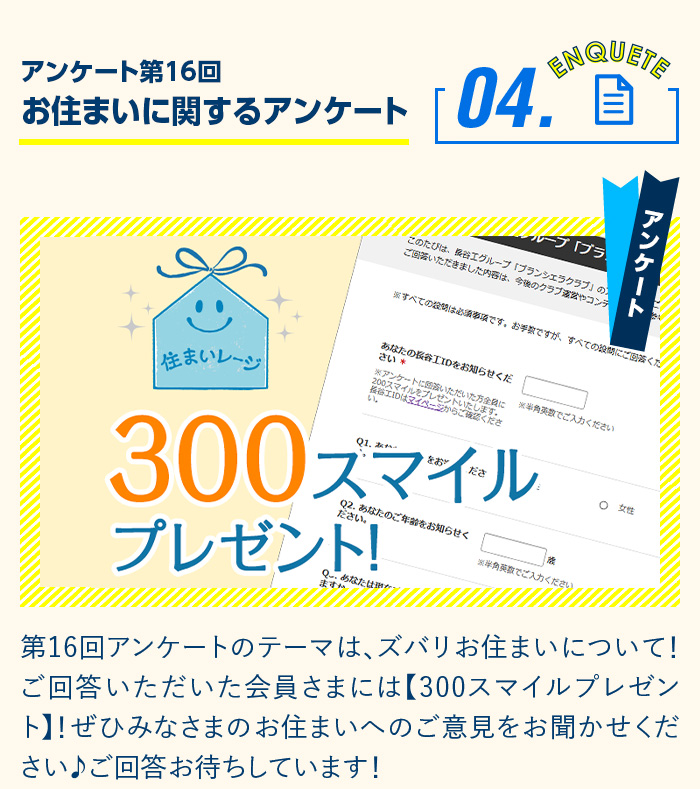 アンケート第16回
お住まいに関するアンケート
04.
ENQUETE
アンケート
住まいレージ
300スマイル
プレゼント!
このたびは、長谷工グループ「ブランシエラクラブ」の
ご回答いただきました内容は、今後のクラブ運営やコンテ
※すべての設問は必須事項です。お手数ですが、すべての設問にご回答くだ
あなたの長谷工IDをお知らせくだ
さい *
※アンケートに回答いただいた方全員に
200スマイルをプレゼントいたします。
長谷工IDはマイページからご確認くださ
い。
※半角英数でご入力ください
Q1. あな
女性
Q2. あなたのご年齢をお知らせく
ださい。
歳
※半角英数でご入力ください
第16回アンケートのテーマは、ズバリお住まいについて！
ご回答いただいた会員さまには【300スマイルプレゼン
ト】！ぜひみなさまのお住まいへのご意見をお聞かせくだ
さい♪ご回答お待ちしています！